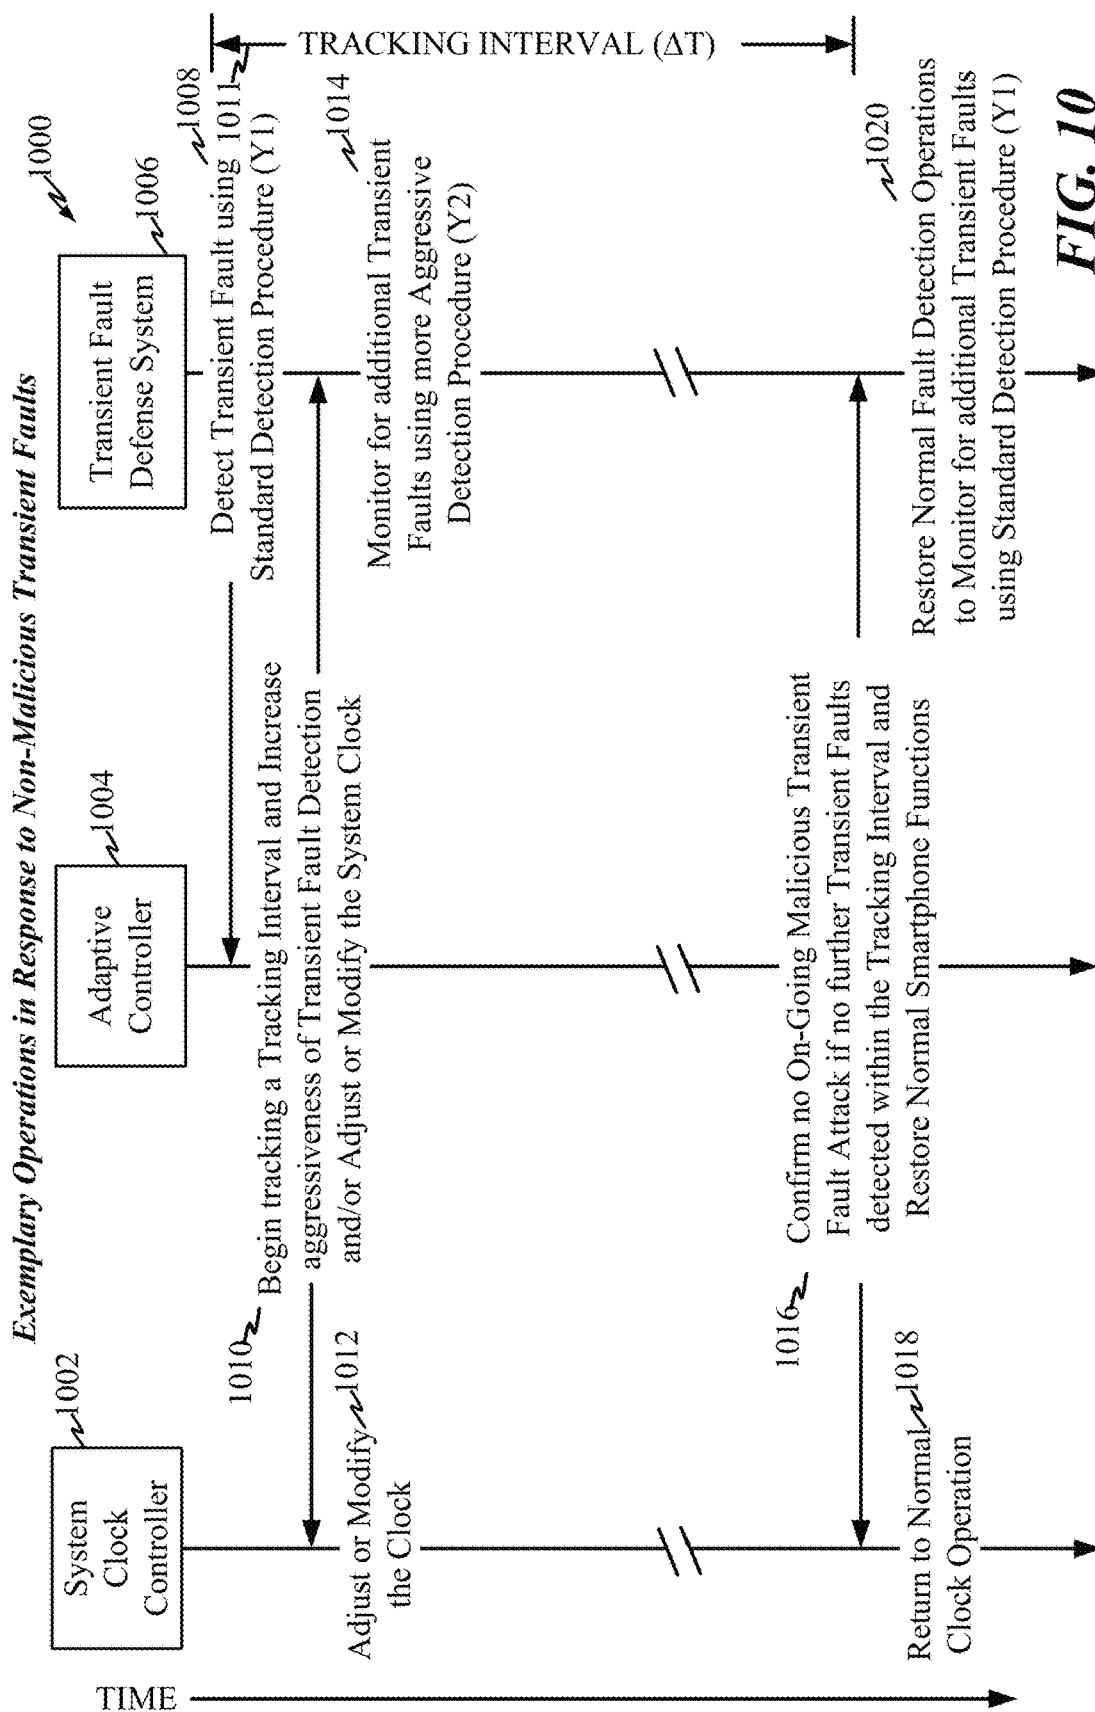 Exemplary Operations in Response to Non-Malicious Transient Faults
1000
TIME
System
Clock
Controller
1002
Adaptive
Controller
1004
Transient Fault
Defense System
1006
Detect Transient Fault using
Standard Detection Procedure (Y1)
1008
1011
TRACKING INTERVAL (ΔT)
1010
Begin tracking a Tracking Interval and Increase
aggressiveness of Transient Fault Detection
and/or Adjust or Modify the System Clock
Adjust or Modify
the Clock
1012
Monitor for additional Transient
Faults using more Aggressive
Detection Procedure (Y2)
1014
1016
Confirm no On-Going Malicious Transient
Fault Attack if no further Transient Faults
detected within the Tracking Interval and
Restore Normal Smartphone Functions
Return to Normal
Clock Operation
1018
Restore Normal Fault Detection Operations
to Monitor for additional Transient Faults
using Standard Detection Procedure (Y1)
1020
FIG. 10